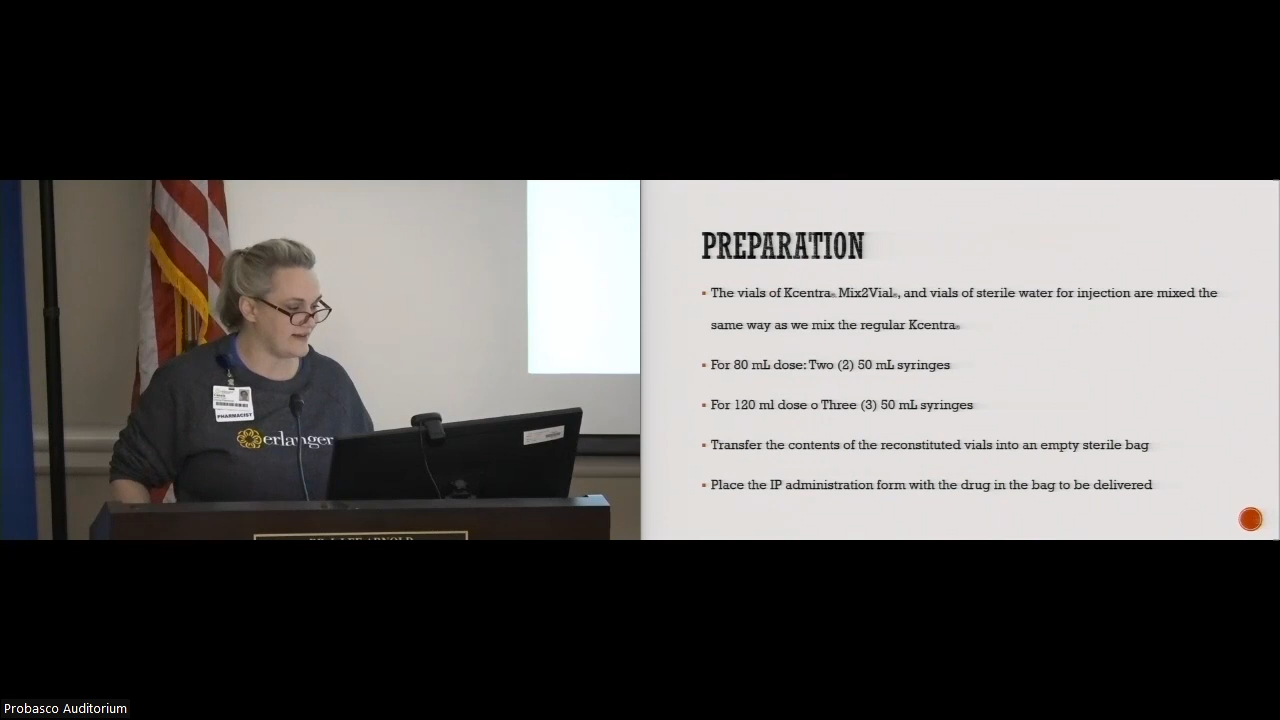 PHARMACIST
erlanger
PREPARATION
The vials of Kcentra® Mix2Vial®, and vials of sterile water for injection are mixed the
same way as we mix the regular Kcentra®
For 80 mL dose: Two (2) 50 mL syringes
For 120 ml dose o Three (3) 50 mL syringes
Transfer the contents of the reconstituted vials into an empty sterile bag
Place the IP administration form with the drug in the bag to be delivered
Probasco Auditorium